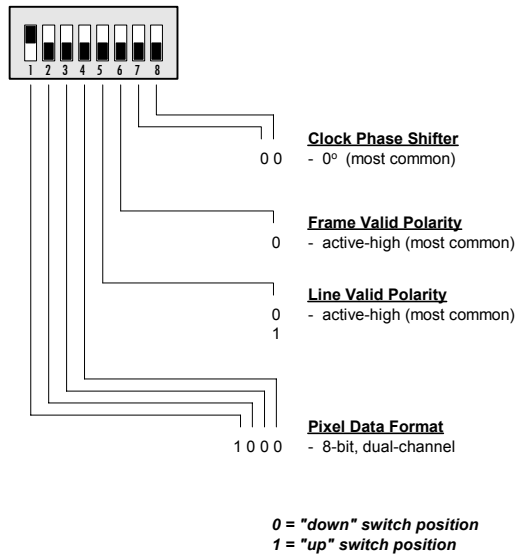 1 2 3 4 5 6 7 8
Clock Phase Shifter
0 0 - 0º (most common)
Frame Valid Polarity
0 - active-high (most common)
Line Valid Polarity
0 - active-high (most common)
1
Pixel Data Format
1 0 0 0 - 8-bit, dual-channel
0 = "down" switch position
1 = "up" switch position